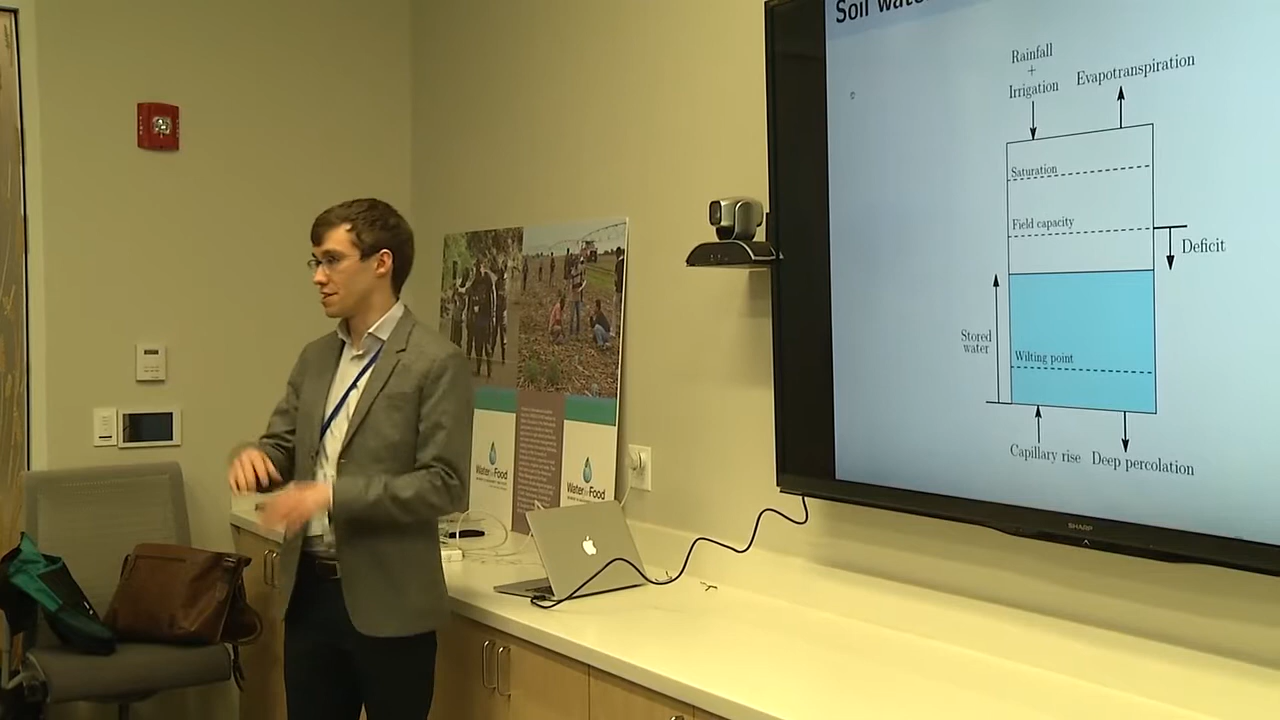 Soil
Rainfall
+
Irrigation
Evapotranspiration
Saturation
Field capacity
Deficit
Stored
water
Wilting point
Capillary rise
Deep percolation
SHARP
Water for Food
Water for Food